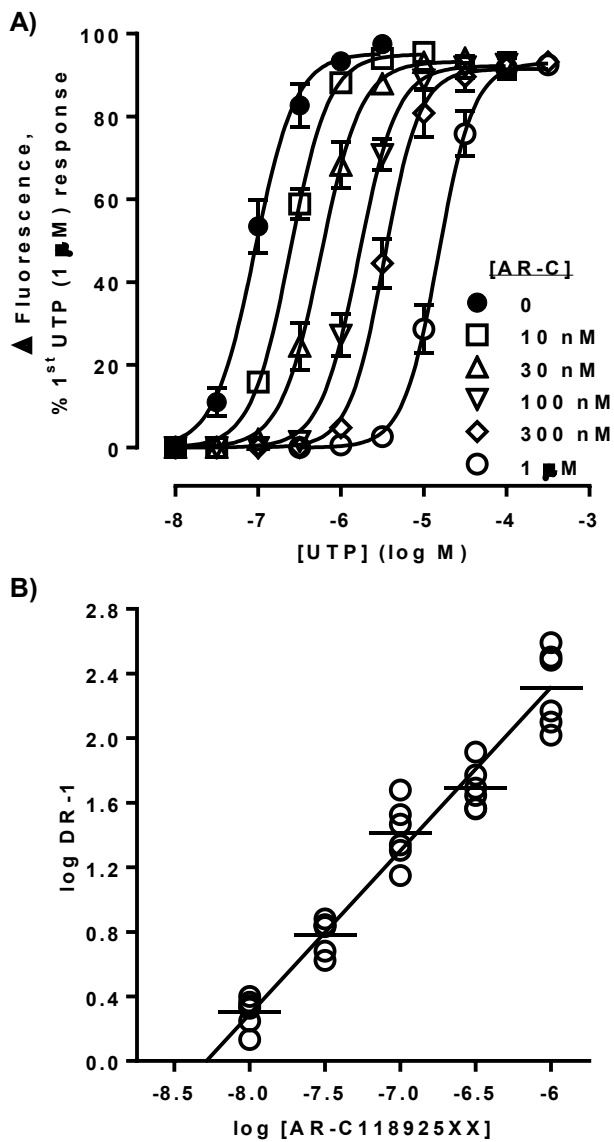 A)
▲ Fluorescence,
% 1st UTP (1 μM) response
100
80
60
40
20
0
[AR-C]
0
10 nM
30 nM
100 nM
300 nM
1 μM
-8 -7 -6 -5 -4 -3
[UTP] (log M)
B)
log DR-1
2.8
2.4
2.0
1.6
1.2
0.8
0.4
0.0
-8.5 -8.0 -7.5 -7.0 -6.5 -6
log [AR-C118925XX]